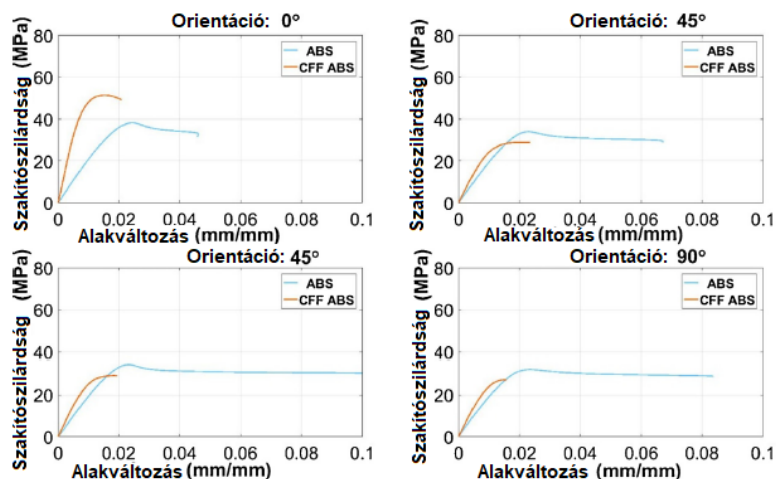 Orientáció: 0º
Szakítószilárdság (MPa)
80
60
40
20
0
ABS
CFF ABS
0 0.02 0.04 0.06 0.08 0.1
Alakváltozás (mm/mm)
Orientáció: 45º
Szakítószilárdság (MPa)
80
60
40
20
0
ABS
CFF ABS
0 0.02 0.04 0.06 0.08 0.1
Alakváltozás (mm/mm)
Orientáció: 45º
Szakítószilárdság (MPa)
80
60
40
20
0
ABS
CFF ABS
0 0.02 0.04 0.06 0.08 0.1
Alakváltozás (mm/mm)
Orientáció: 90º
Szakítószilárdság (MPa)
80
60
40
20
0
ABS
CFF ABS
0 0.02 0.04 0.06 0.08 0.1
Alakváltozás (mm/mm)